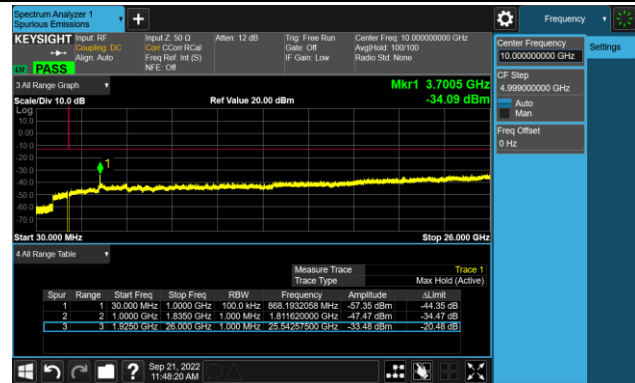 Spectrum Analyzer 1
Spurious Emissions
+
Frequency
KEYSIGHT Input: RF Input Z: 50 Ω Atten: 12 dB Trig: Free Run Center Freq: 10.000000000 GHz
Coupling: DC Corr CCorr RCal Gate: Off Avg|Hold: 100/100
Align: Auto Freq Ref: Int (S) IF Gain: Low Radio Std: None
NFE: Off
PASS
3 All Range Graph
Mkr1 3.7005 GHz
Scale/Div 10.0 dB Ref Value 20.00 dBm -34.09 dBm
Log
10.0
0.00
-10.0
-20.0
-30.0
-40.0
-50.0
-60.0
-70.0
1
Start 30.000 MHz Stop 26.000 GHz
4 All Range Table
Measure Trace Trace 1
Trace Type Max Hold (Active)
Spur Range Start Freq Stop Freq RBW Frequency Amplitude ΔLimit
1 1 30.000 MHz 1.0000 GHz 100.0 kHz 868.1932058 MHz -57.35 dBm -44.35 dB
2 2 1.0000 GHz 1.8350 GHz 1.000 MHz 1.811620000 GHz -47.47 dBm -34.47 dB
3 3 1.9250 GHz 26.000 GHz 1.000 MHz 25.54257500 GHz -33.48 dBm -20.48 dB
Center Frequency
10.000000000 GHz
Settings
CF Step
4.999000000 GHz
Auto
Man
Freq Offset
0 Hz
?
Sep 21, 2022
11:48:20 AM